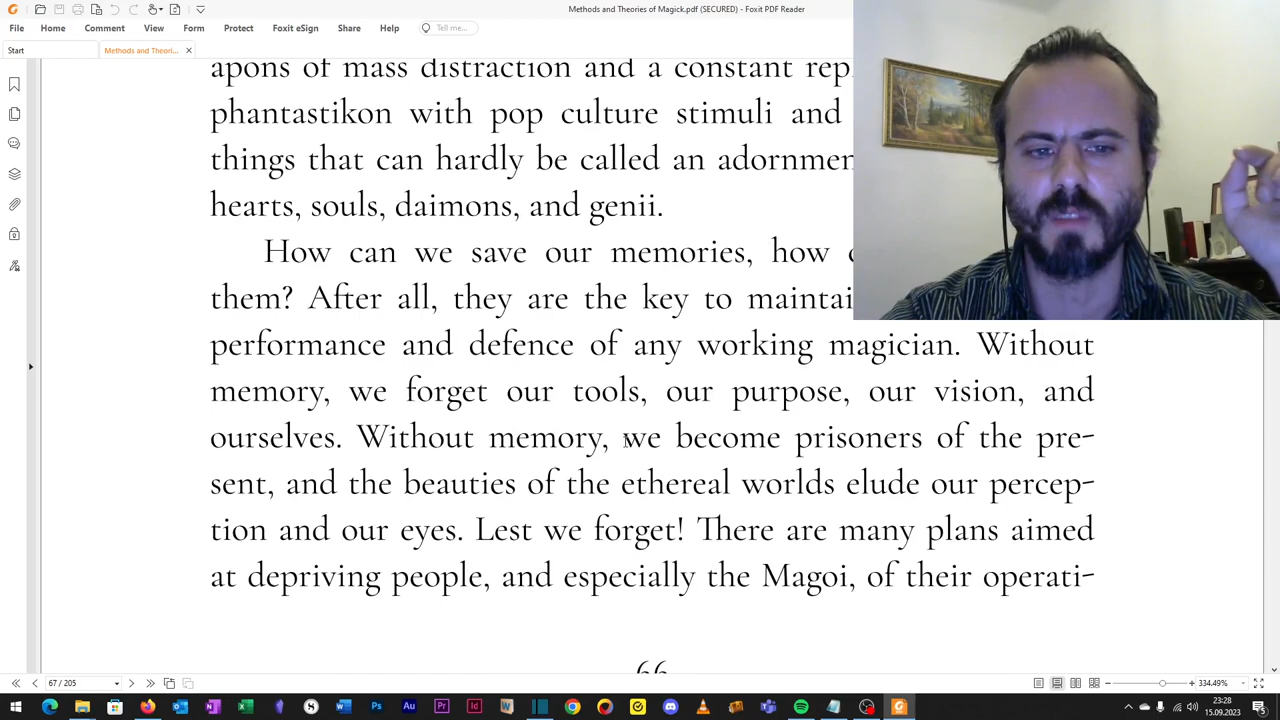 Methods and Theories of Magick.pdf (SECURED) - Foxit PDF Reader
File Home Comment View Form Protect Foxit eSign Share Help Tell me...
Start Methods and Theori...
apons of mass distraction and a constant
phantastikon with pop culture stimuli and
things that can hardly be called an
hearts, souls, daimons, and genii.
How can we save our memories, how
them? After all, they are the key to
performance and defence of any working magician. Without
memory, we forget our tools, our purpose, our vision, and
ourselves. Without memory, we become prisoners of the pre-
sent, and the beauties of the ethereal worlds elude our percep-
tion and our eyes. Lest we forget! There are many plans aimed
at depriving people, and especially the Magoi, of their operati-
66
67 / 205 334.49%
23:28
15.09.2023